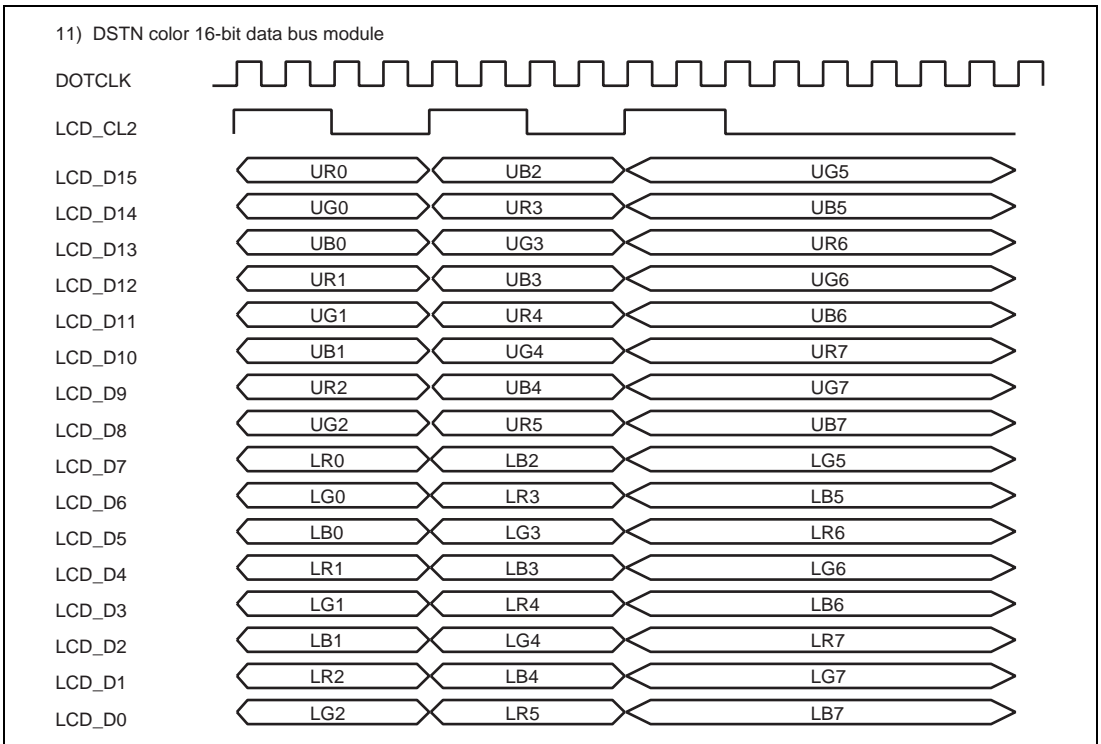 11) DSTN color 16-bit data bus module
DOTCLK
LCD_CL2
LCD_D15 UR0 UB2 UG5
LCD_D14 UG0 UR3 UB5
LCD_D13 UB0 UG3 UR6
LCD_D12 UR1 UB3 UG6
LCD_D11 UG1 UR4 UB6
LCD_D10 UB1 UG4 UR7
LCD_D9 UR2 UB4 UG7
LCD_D8 UG2 UR5 UB7
LCD_D7 LR0 LB2 LG5
LCD_D6 LG0 LR3 LB5
LCD_D5 LB0 LG3 LR6
LCD_D4 LR1 LB3 LG6
LCD_D3 LG1 LR4 LB6
LCD_D2 LB1 LG4 LR7
LCD_D1 LR2 LB4 LG7
LCD_D0 LG2 LR5 LB7